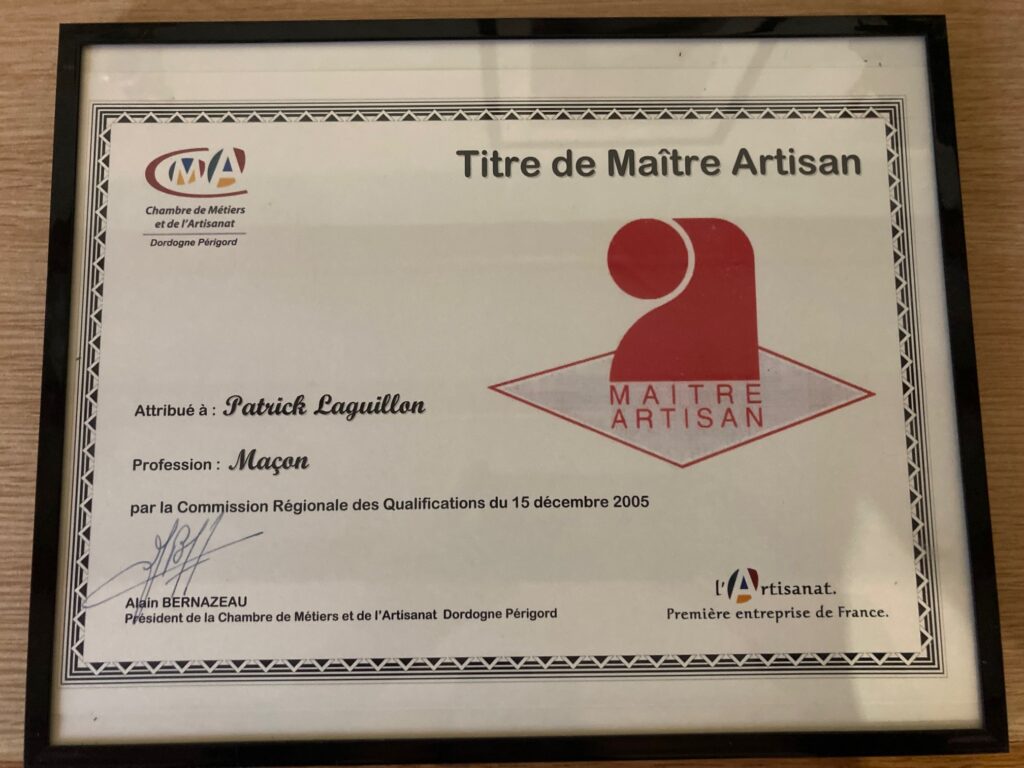 CMA
Chambre de Métiers
et de l'Artisanat
Dordogne Périgord
Titre de Maître Artisan
MAITRE
ARTISAN
Attribué à : Patrick Laguillon
Profession : Maçon
par la Commission Régionale des Qualifications du 15 décembre 2005
Alain BERNAZEAU
Président de la Chambre de Métiers et de l'Artisanat Dordogne Périgord
l'Artisanat.
Première entreprise de France.